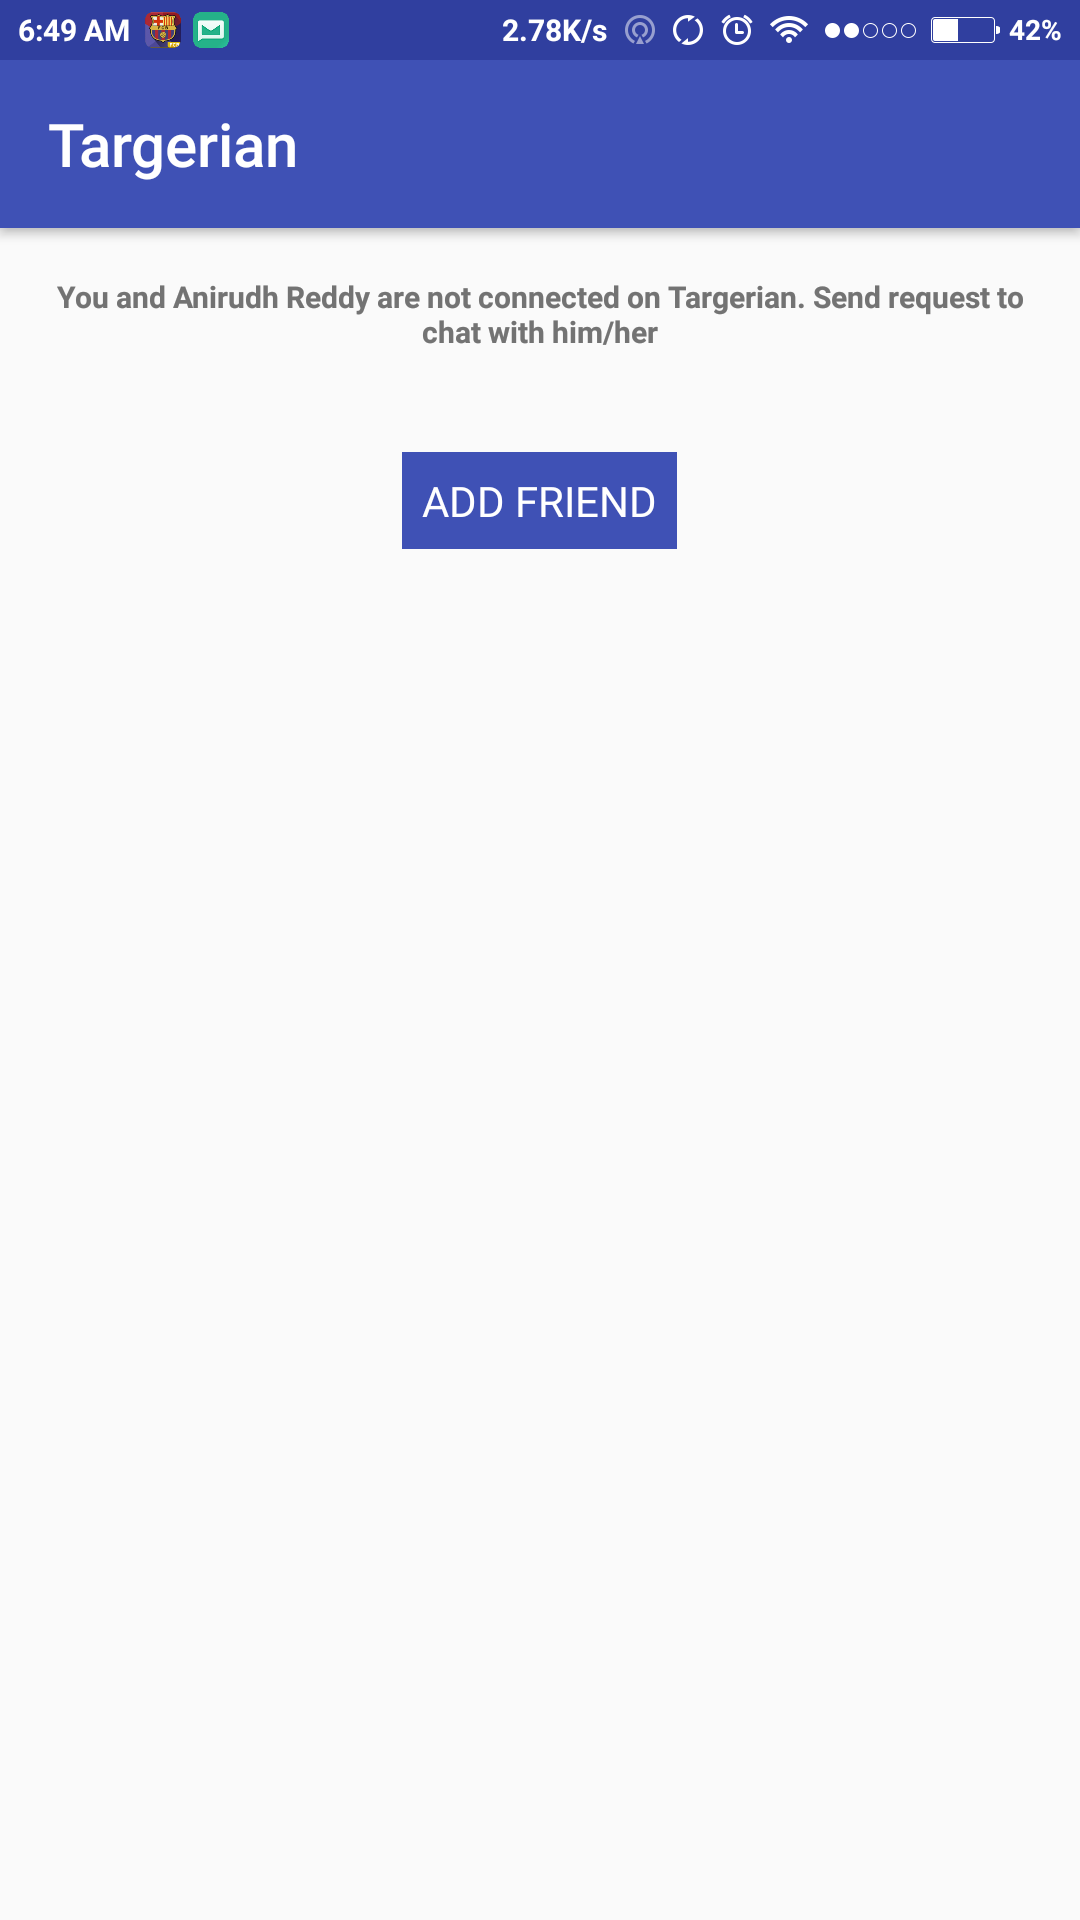 6:49 AM 2.78K/s 42%
Targerian
You and Anirudh Reddy are not connected on Targerian. Send request to
chat with him/her
ADD FRIEND